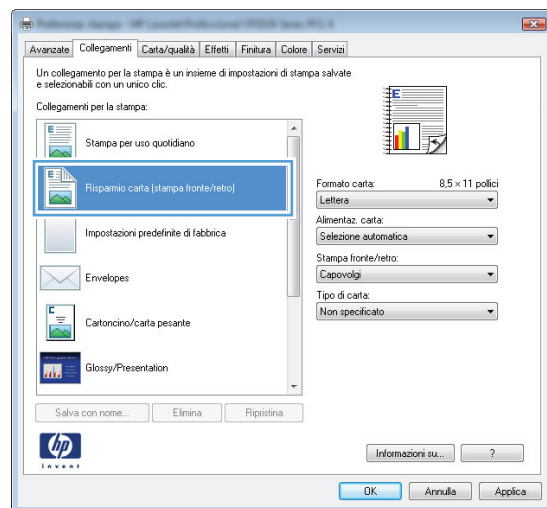 Avanzate Collegamenti Carta/qualità Effetti Finitura Colore Servizi
Un collegamento per la stampa è un insieme di impostazioni di stampa salvate
e selezionabili con un unico clic.
Collegamenti per la stampa:
E
Stampa per uso quotidiano
E
Risparmio carta (stampa fronte/retro)
Impostazioni predefinite di fabbrica
Envelopes
C
Cartoncino/carta pesante
Glossy/Presentation
Salva con nome... Elimina Ripristina
E
Formato carta: 8,5 × 11 pollici
Lettera
Alimentaz. carta:
Selezione automatica
Stampa fronte/retro:
Capovolgi
Tipo di carta:
Non specificato
hp
invent
Informazioni su... ?
OK Annulla Applica